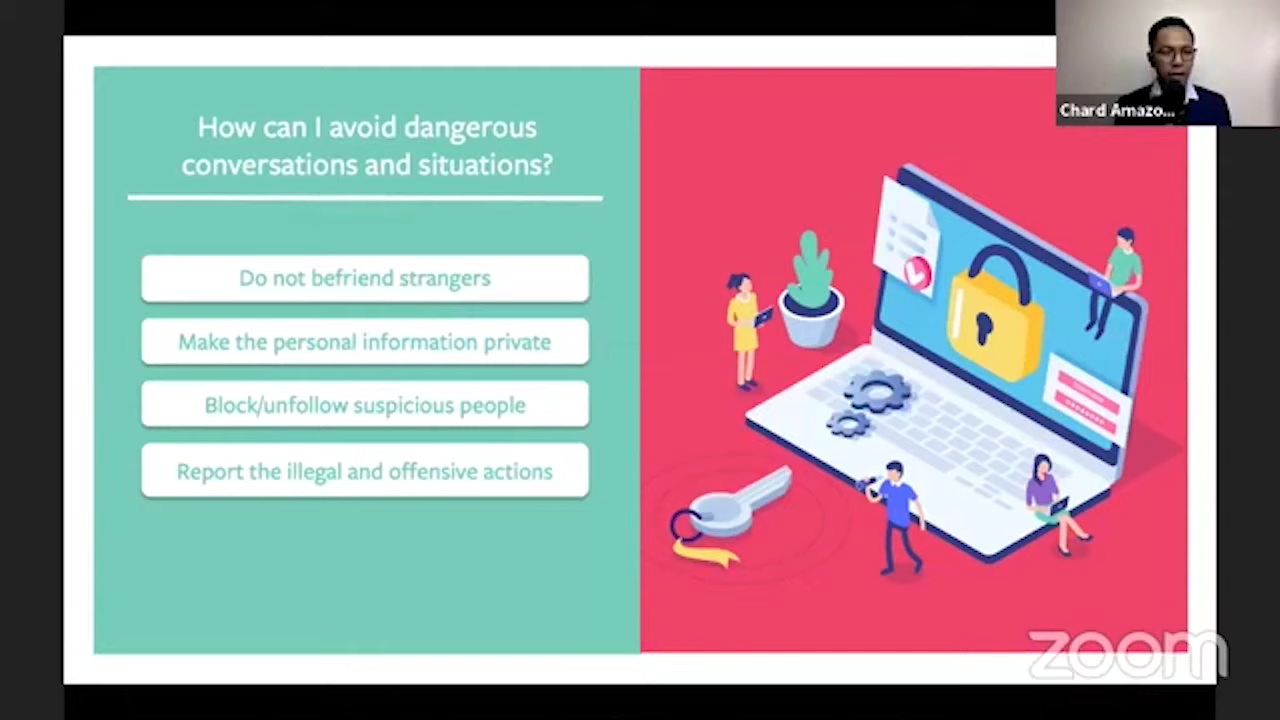 How can I avoid dangerous
conversations and situations?
Do not befriend strangers
Make the personal information private
Block/unfollow suspicious people
Report the illegal and offensive actions
Chard Amazo...
zoom